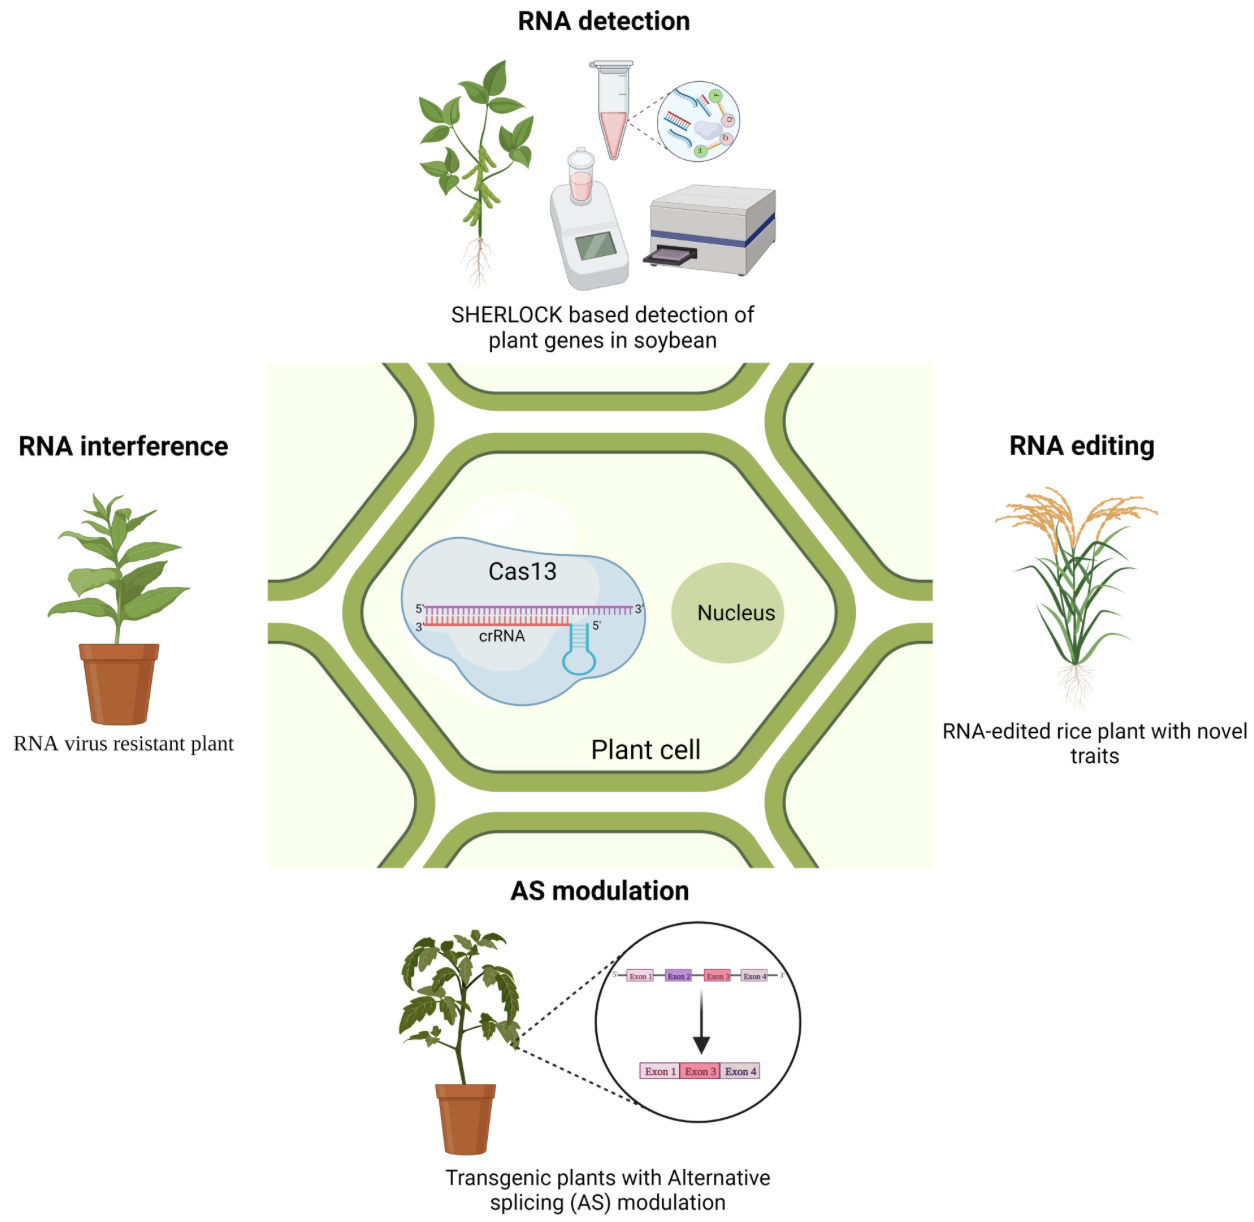 RNA detection
SHERLOCK based detection of
plant genes in soybean
RNA interference
RNA virus resistant plant
Cas13
5' 3'
3' 5'
crRNA
Nucleus
Plant cell
RNA editing
RNA-edited rice plant with novel
traits
AS modulation
5' Exon 1 Exon 2 Exon 3 Exon 4 3'
Exon 1 Exon 3 Exon 4
Transgenic plants with Alternative
splicing (AS) modulation